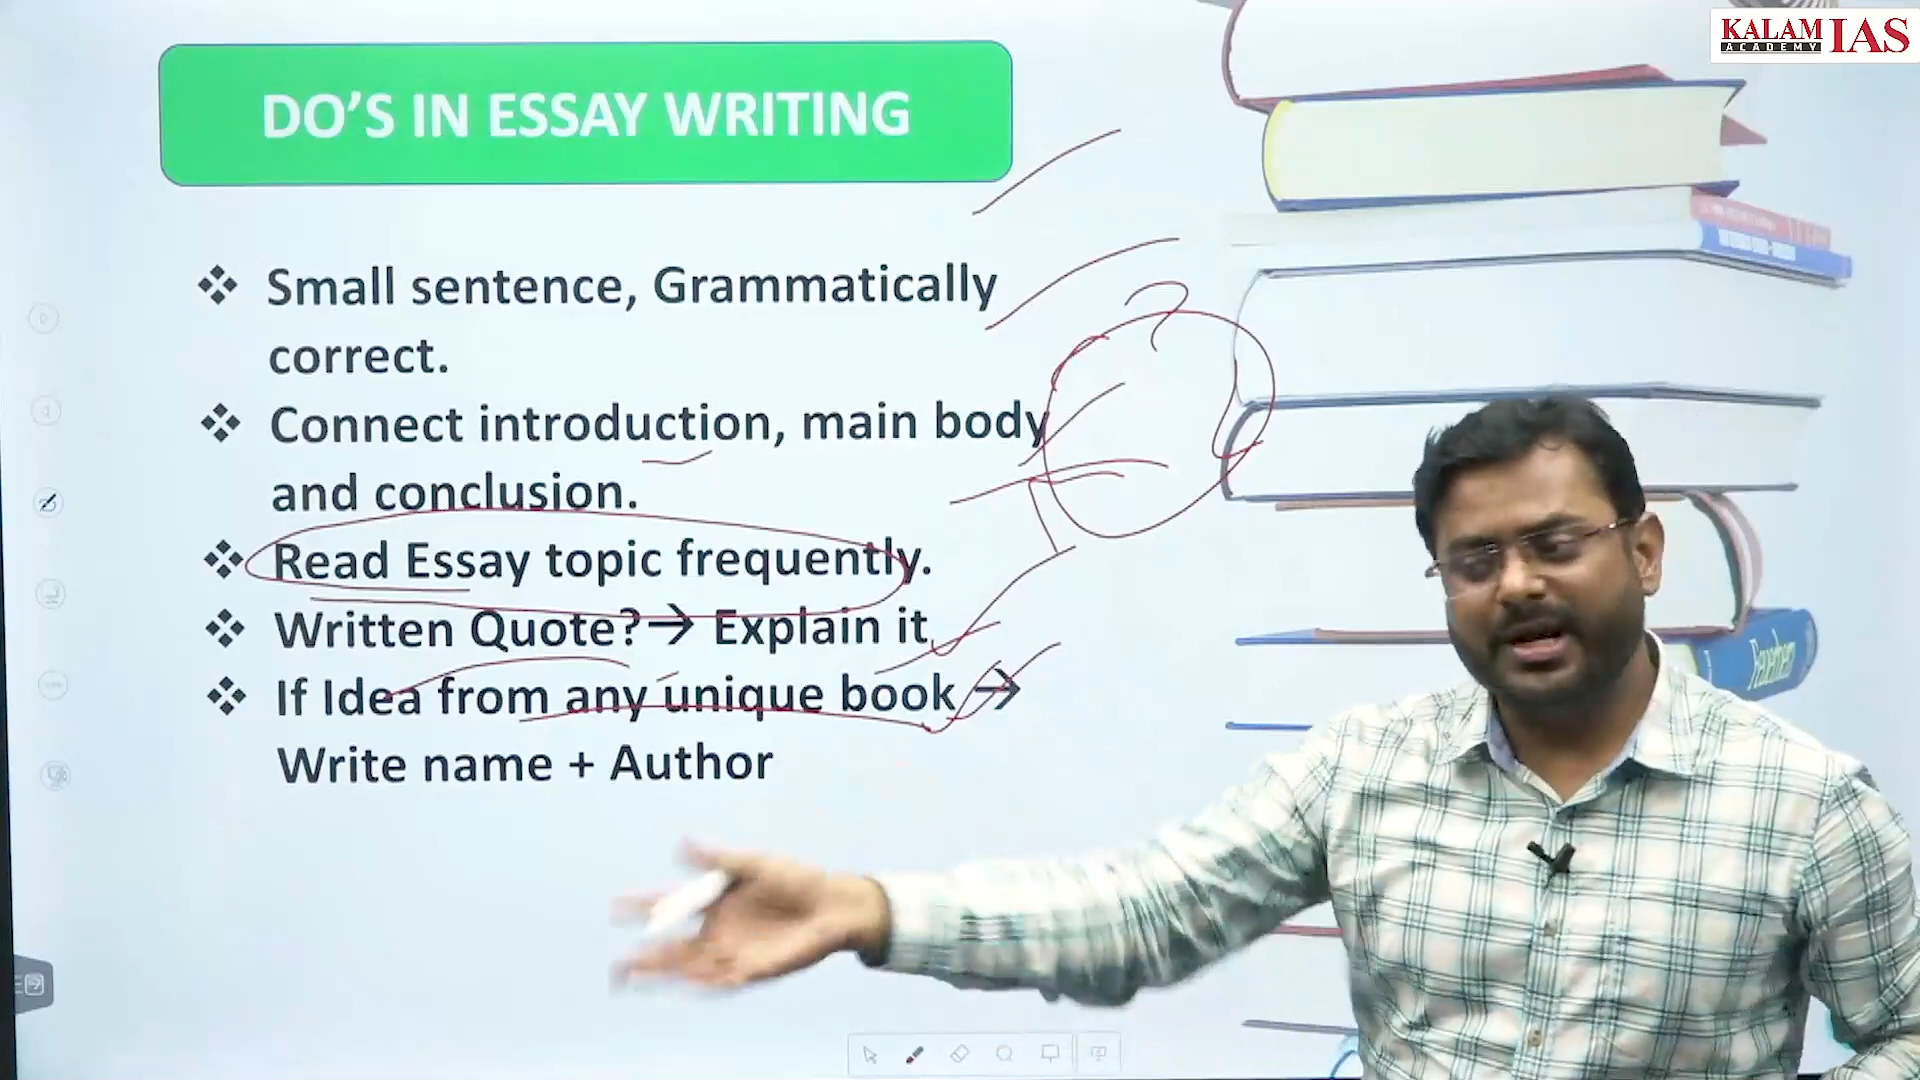 KALAM IAS
ACADEMY
DO'S IN ESSAY WRITING
❖ Small sentence, Grammatically
correct.
❖ Connect introduction, main body
and conclusion.
❖ Read Essay topic frequently.
❖ Written Quote?→ Explain it
❖ If Idea from any unique book →
Write name + Author